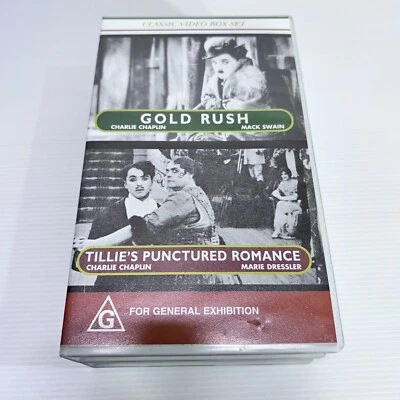 CLASSIC VIDEO BOX SET
GOLD RUSH
CHARLIE CHAPLIN MACK SWAIN
TILLIE'S PUNCTURED ROMANCE
CHARLIE CHAPLIN MARIE DRESSLER
G FOR GENERAL EXHIBITION